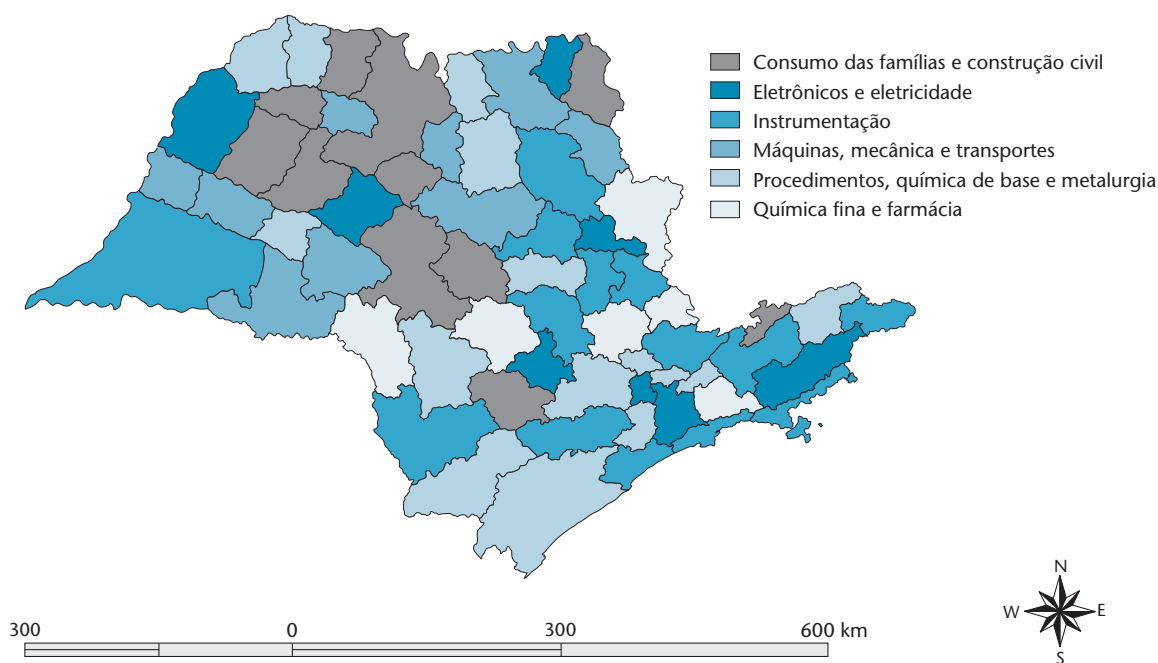 Consumo das famílias e construção civil
Eletrônicos e eletricidade
Instrumentação
Máquinas, mecânica e transportes
Procedimentos, química de base e metalurgia
Química fina e farmácia
N
W E
S
300 0 300 600 km